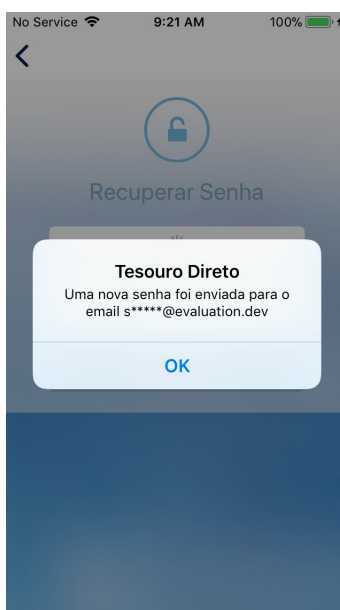 No Service 9:21 AM 100%
Recuperar Senha
Tesouro Direto
Uma nova senha foi enviada para o
email s*****@evaluation.dev
OK